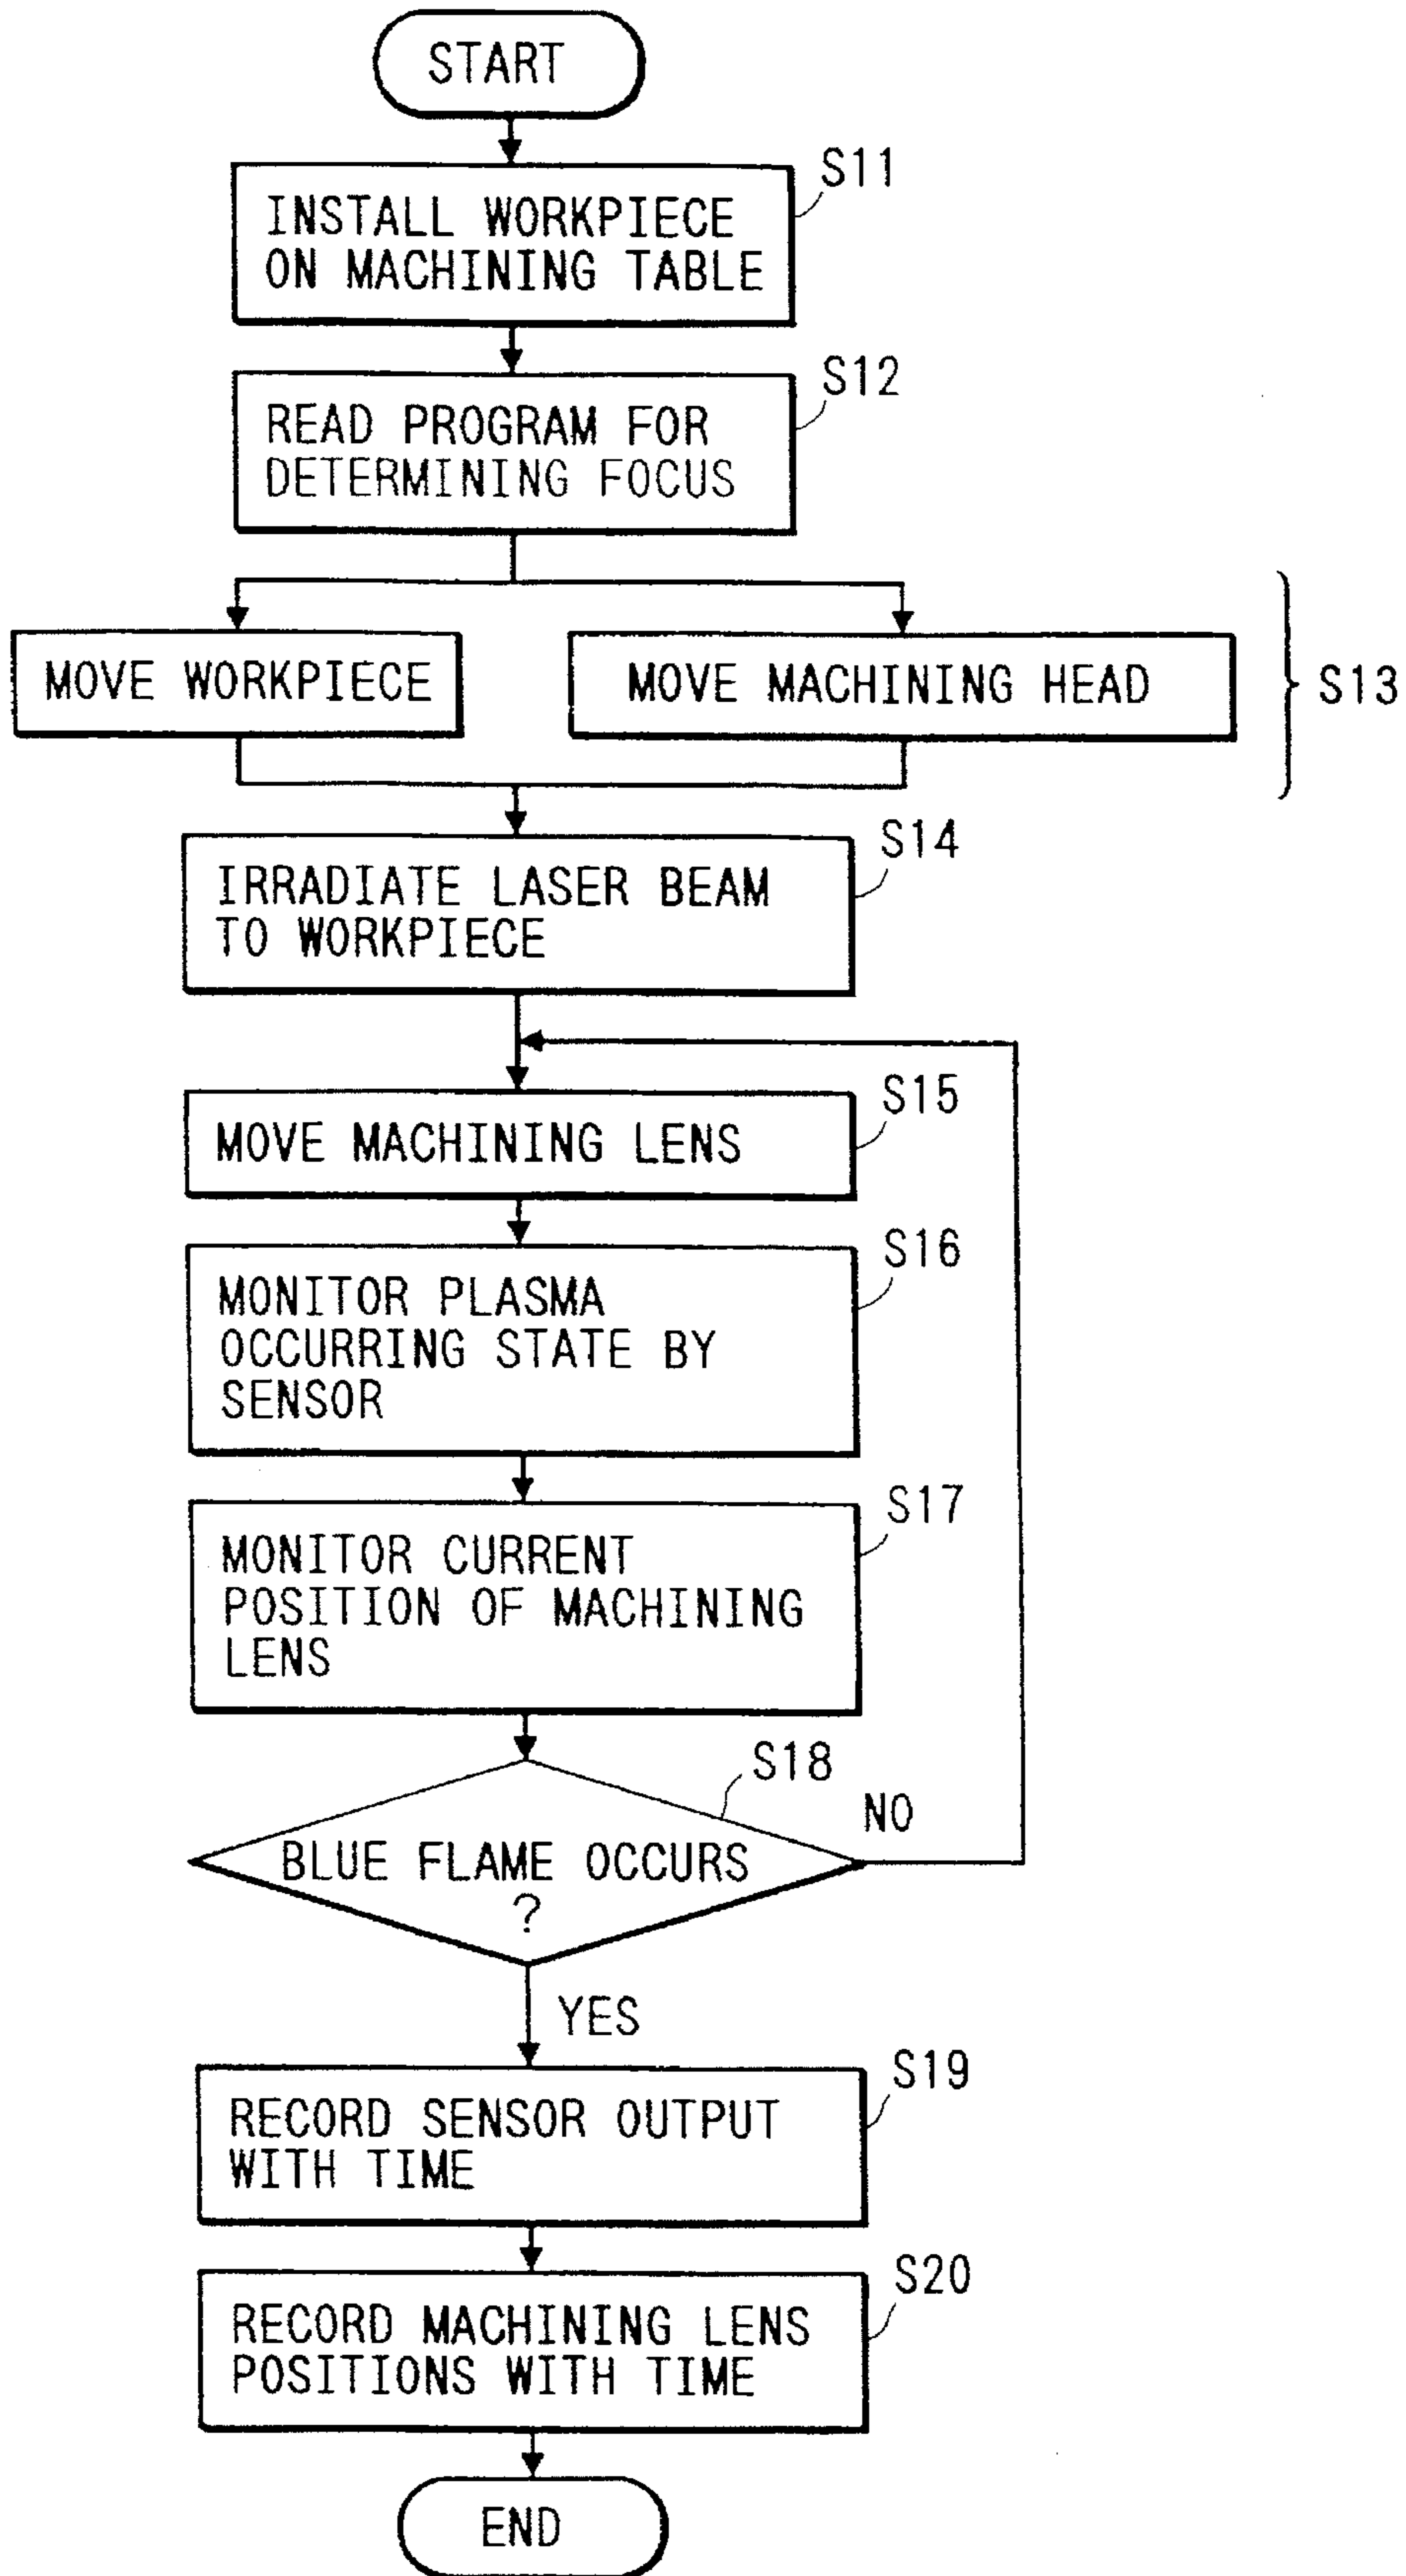 START
S11
INSTALL WORKPIECE
ON MACHINING TABLE
S12
READ PROGRAM FOR
DETERMINING FOCUS
MOVE WORKPIECE
MOVE MACHINING HEAD
S13
S14
IRRADIATE LASER BEAM
TO WORKPIECE
S15
MOVE MACHINING LENS
S16
MONITOR PLASMA
OCCURRING STATE BY
SENSOR
S17
MONITOR CURRENT
POSITION OF MACHINING
LENS
S18
NO
BLUE FLAME OCCURS
?
YES
S19
RECORD SENSOR OUTPUT
WITH TIME
S20
RECORD MACHINING LENS
POSITIONS WITH TIME
END